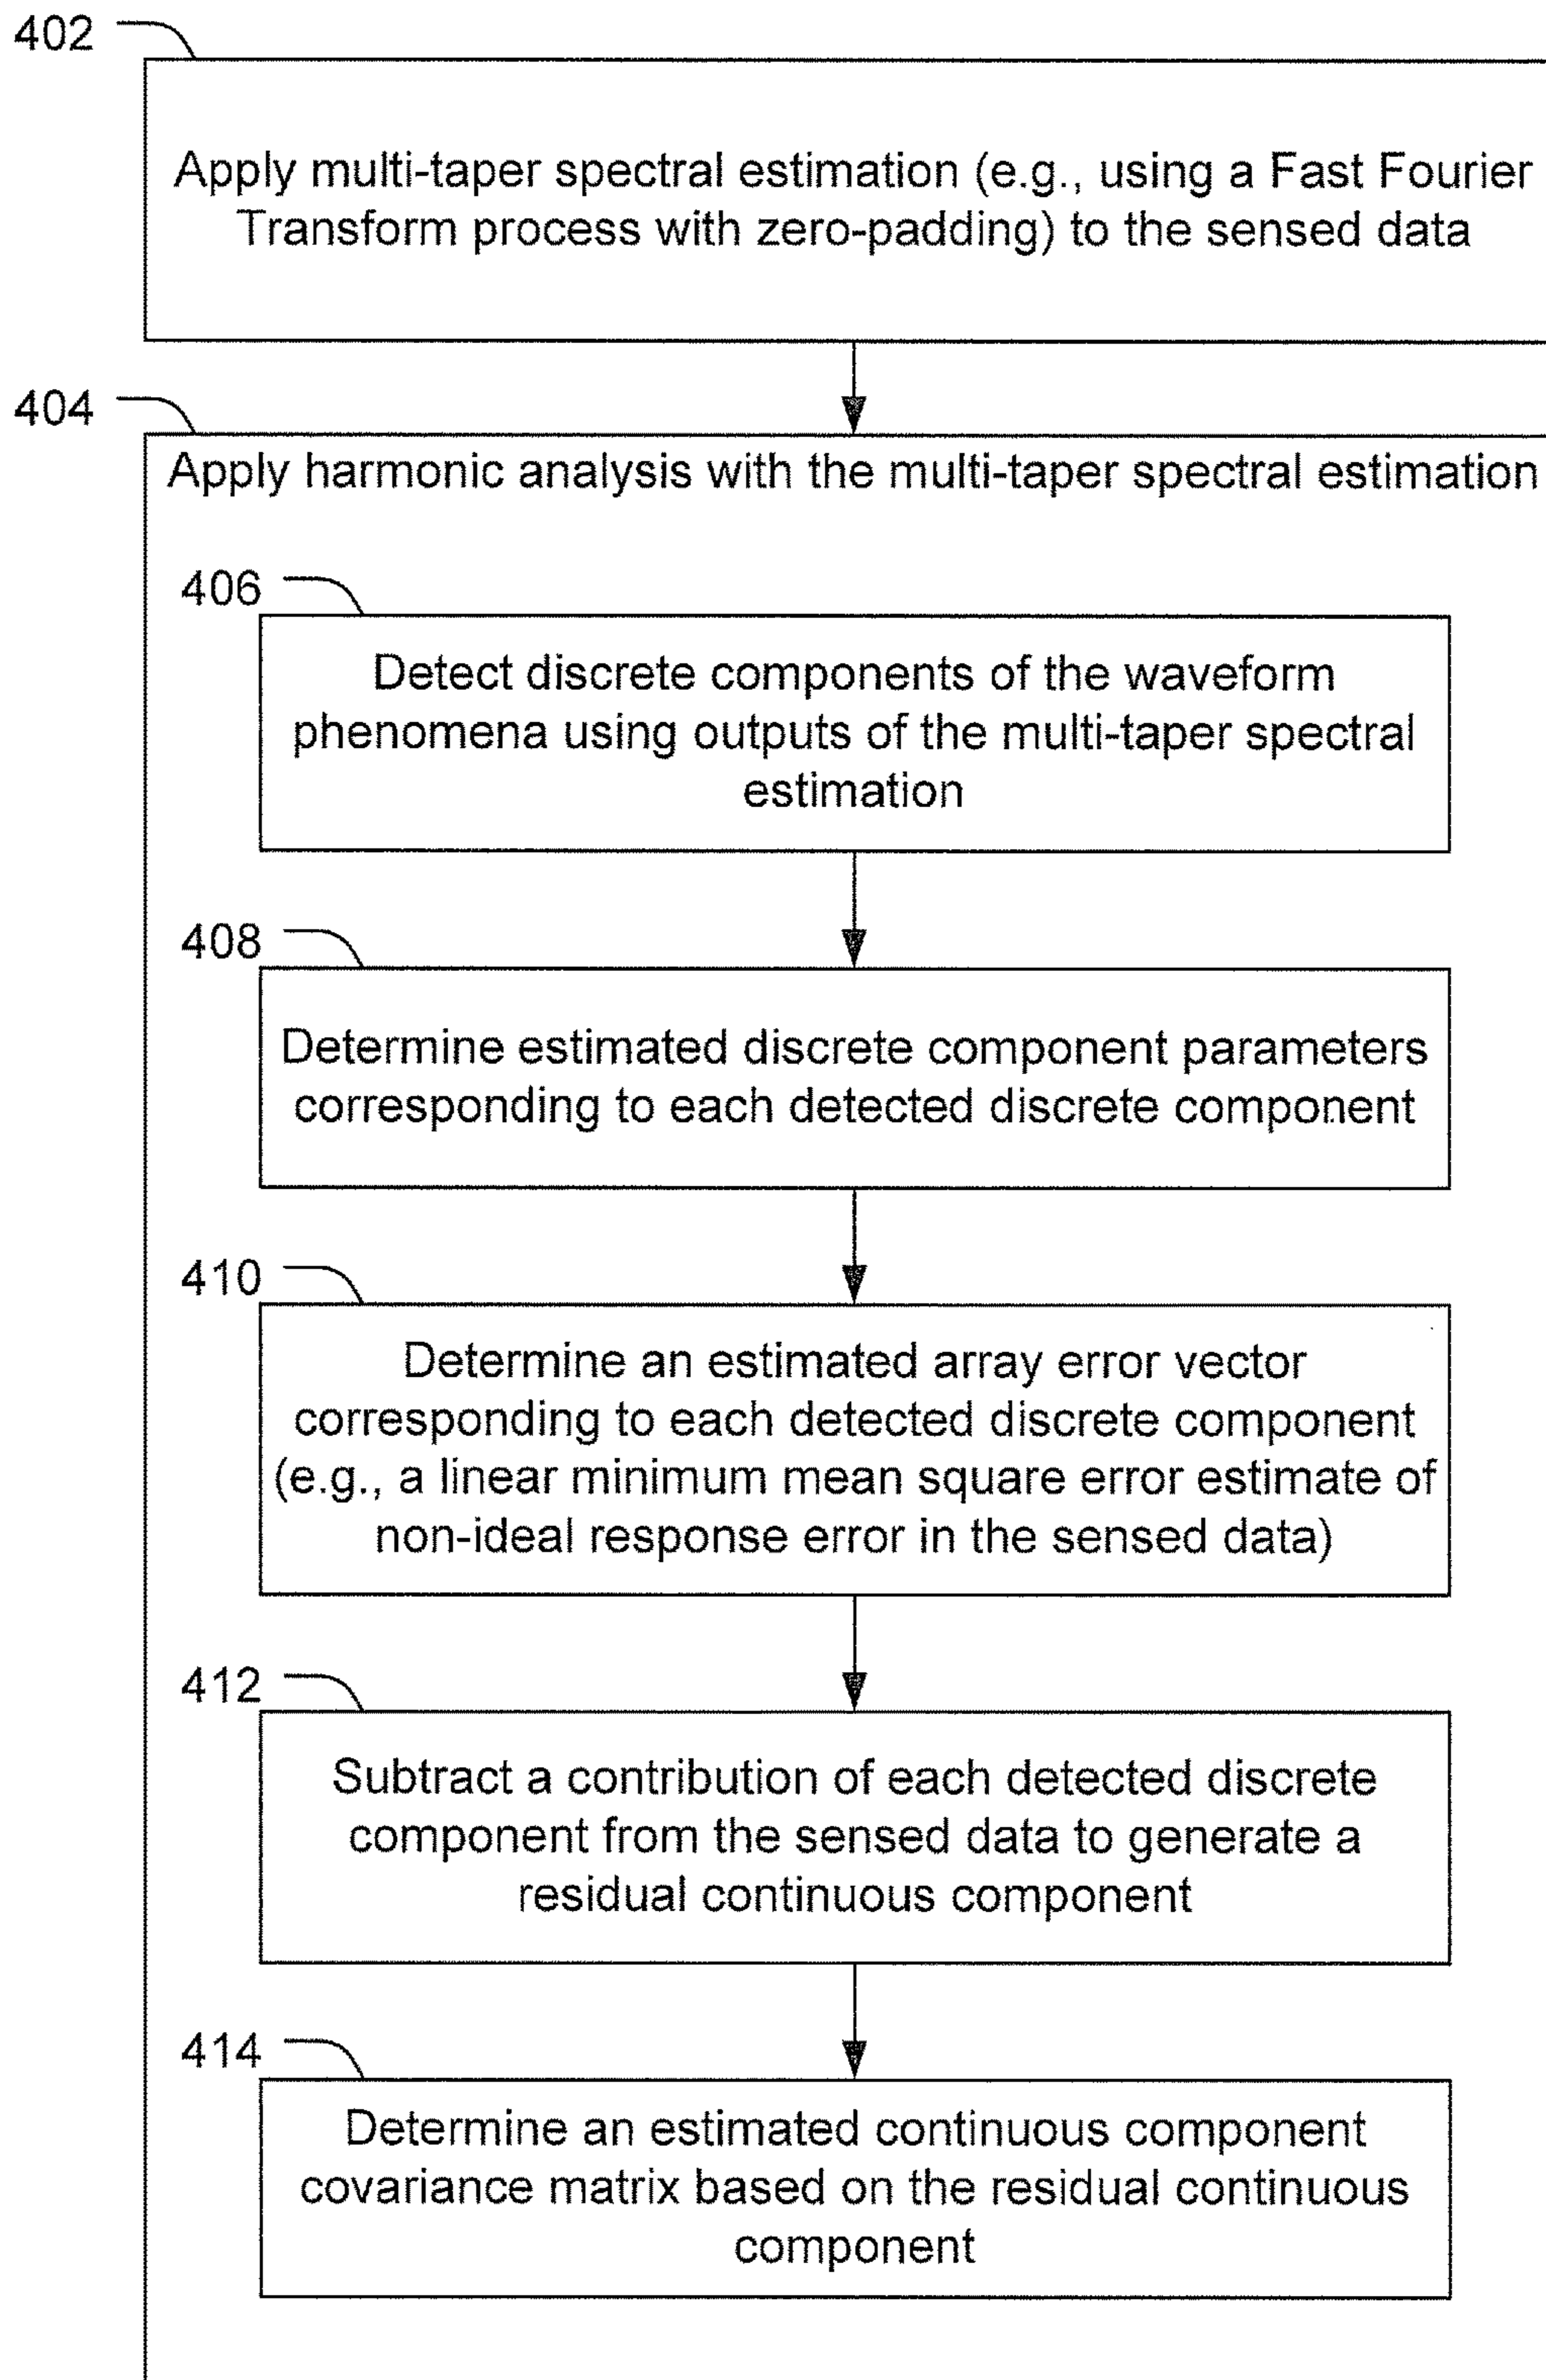 402
Apply multi-taper spectral estimation (e.g., using a Fast Fourier
Transform process with zero-padding) to the sensed data
404
Apply harmonic analysis with the multi-taper spectral estimation
406
Detect discrete components of the waveform
phenomena using outputs of the multi-taper spectral
estimation
408
Determine estimated discrete component parameters
corresponding to each detected discrete component
410
Determine an estimated array error vector
corresponding to each detected discrete component
(e.g., a linear minimum mean square error estimate of
non-ideal response error in the sensed data)
412
Subtract a contribution of each detected discrete
component from the sensed data to generate a
residual continuous component
414
Determine an estimated continuous component
covariance matrix based on the residual continuous
component